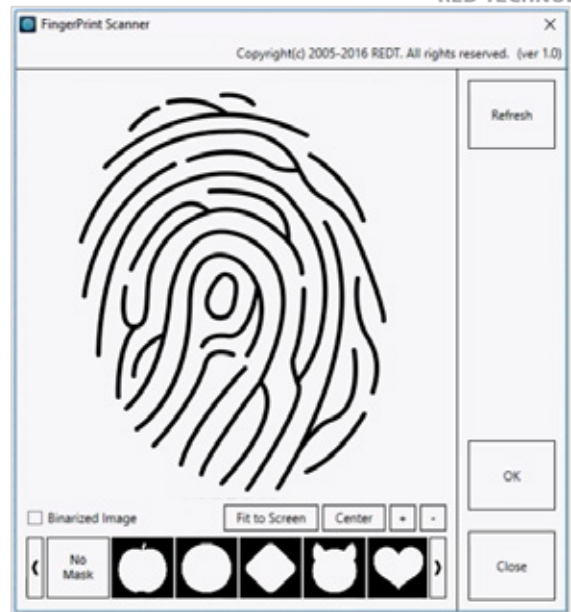 FingerPrint Scanner
Copyright(c) 2005-2016 REDT. All rights reserved. (ver 1.0)
Refresh
OK
Binarized Image
Fit to Screen
Center
+
-
No
Mask
Close